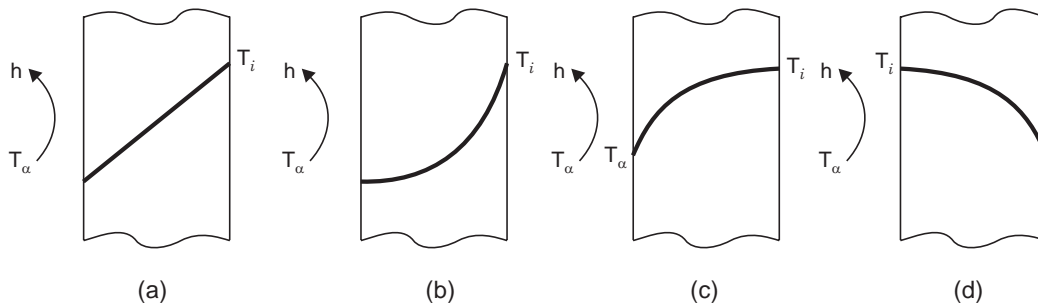 T_i T_i T_i T_i
h h h h
T_α T_α T_α T_α T_α
(a) (b) (c) (d)